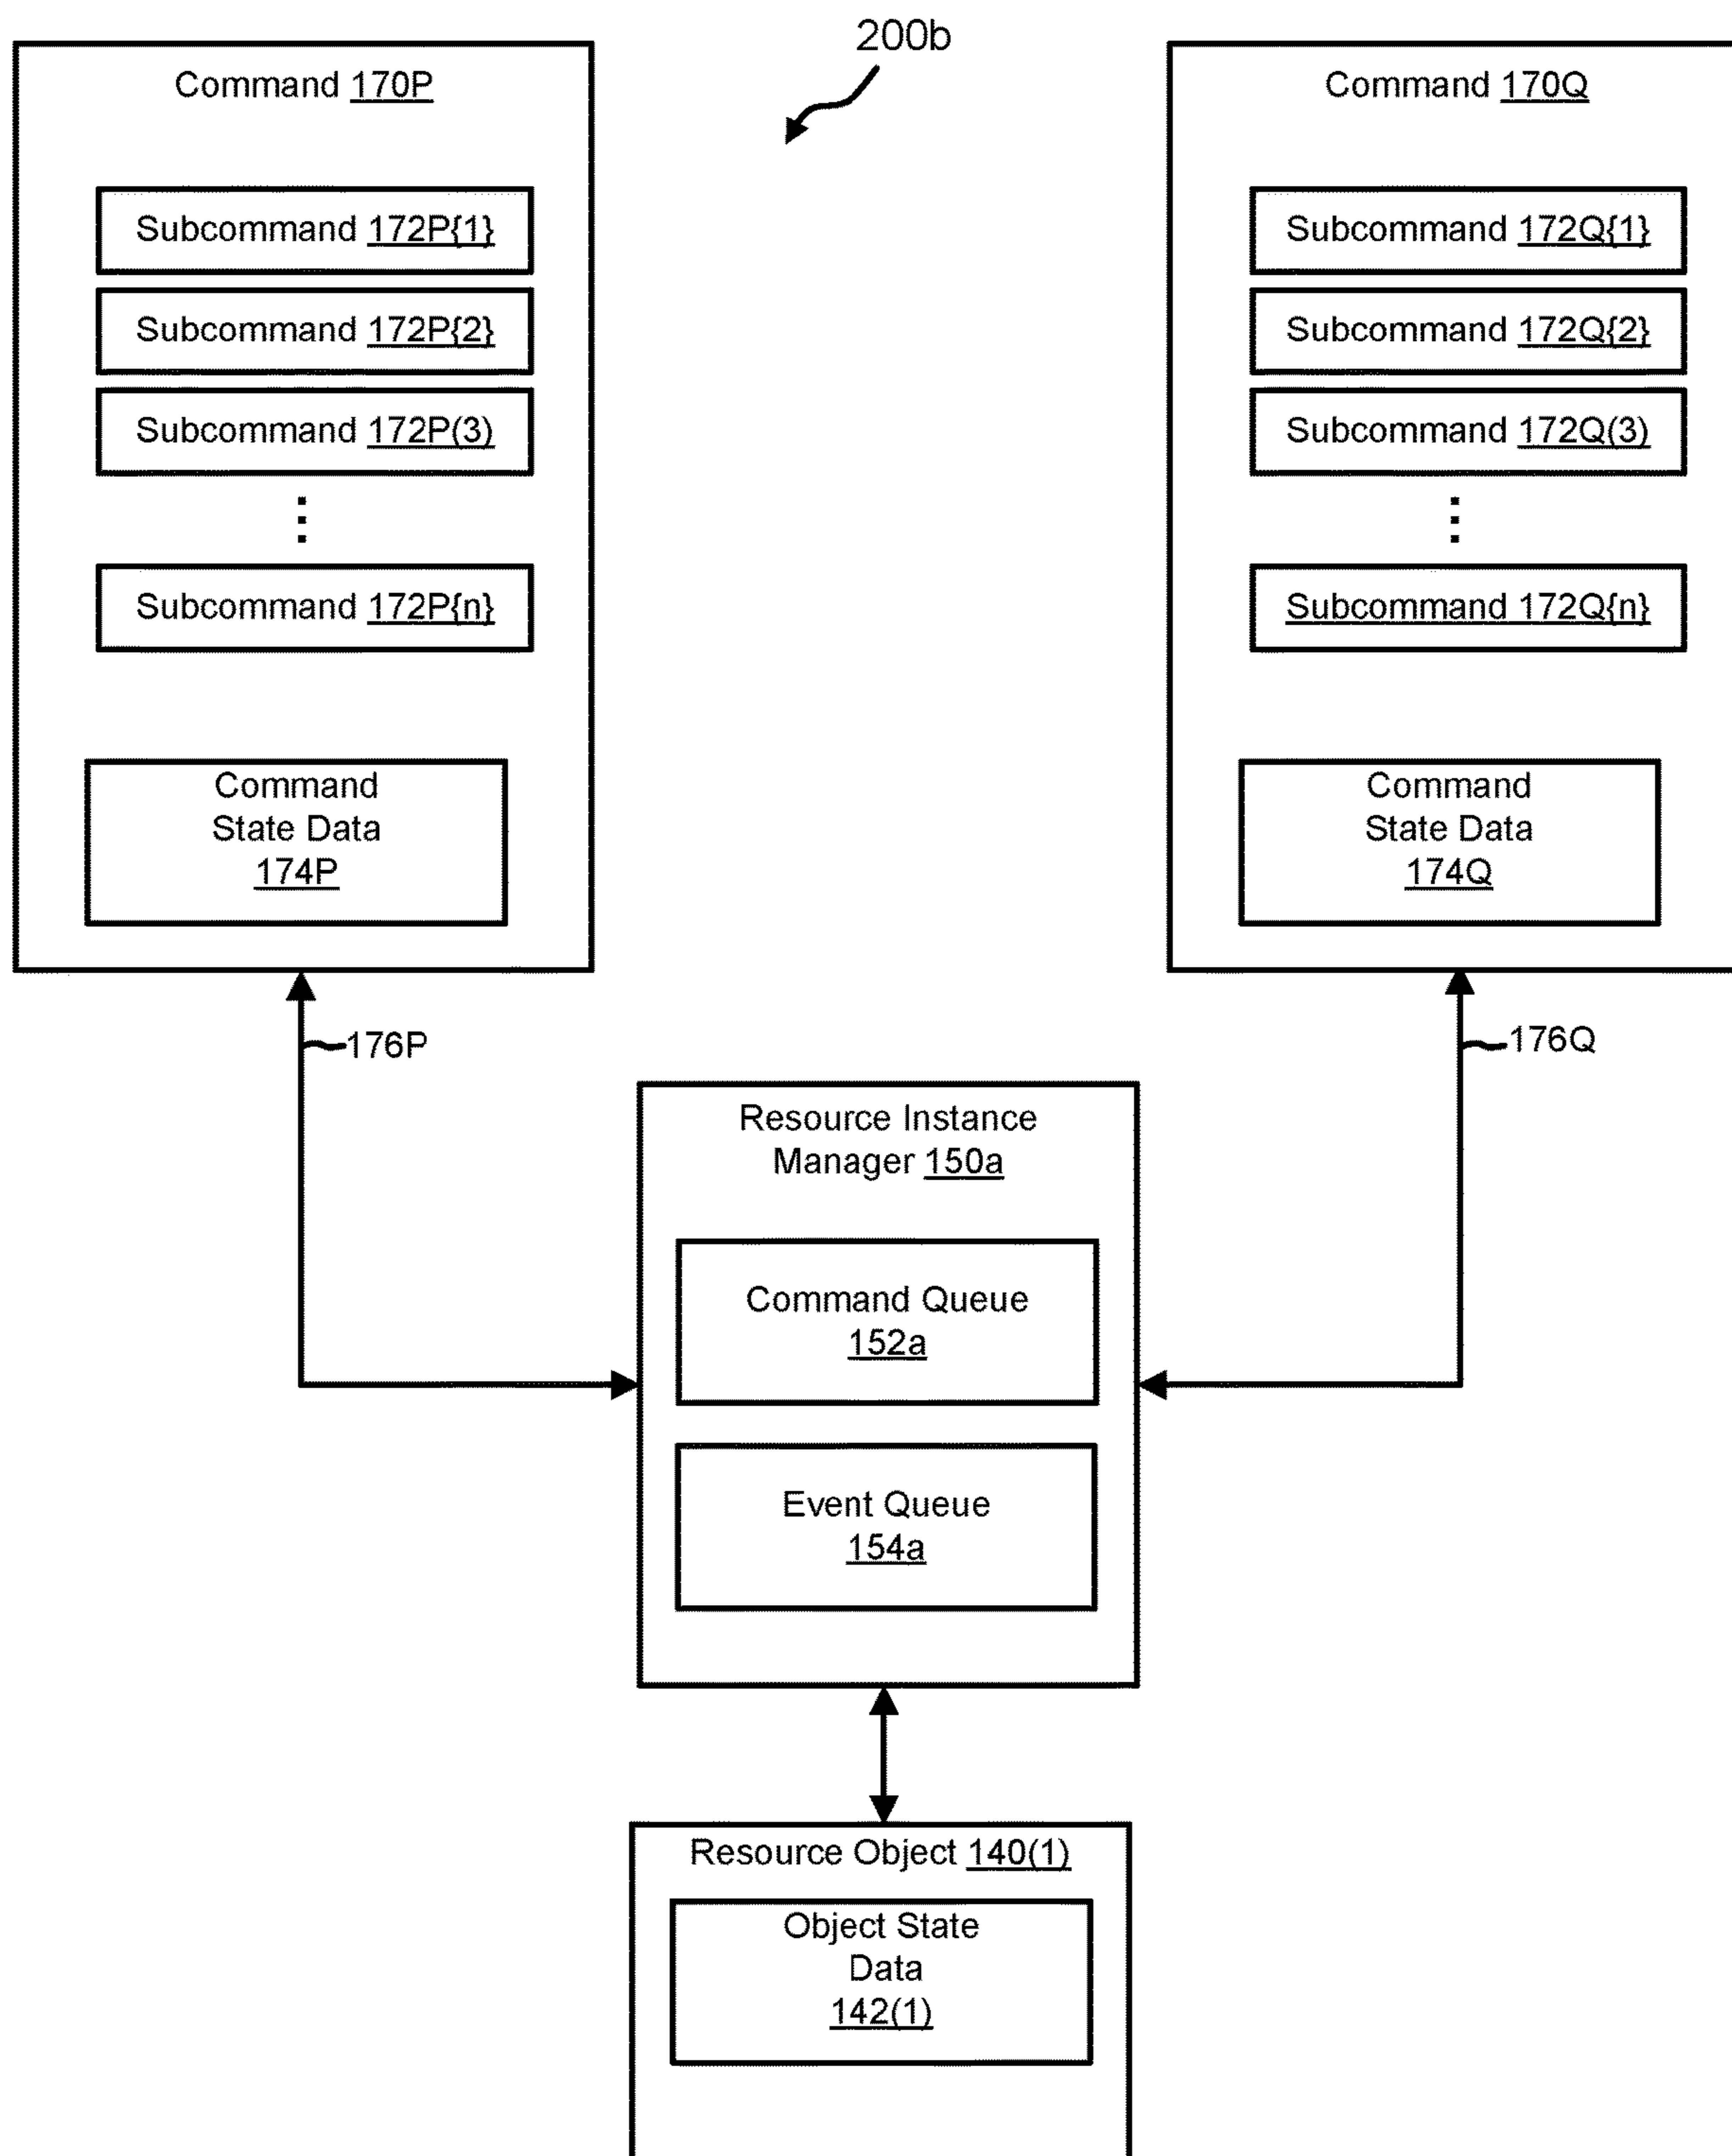 200b
Command 170P
Subcommand 172P{1}
Subcommand 172P{2}
Subcommand 172P(3)
Subcommand 172P{n}
Command
State Data
174P
176P
Command 170Q
Subcommand 172Q{1}
Subcommand 172Q{2}
Subcommand 172Q(3)
Subcommand 172Q{n}
Command
State Data
174Q
176Q
Resource Instance
Manager 150a
Command Queue
152a
Event Queue
154a
Resource Object 140(1)
Object State
Data
142(1)